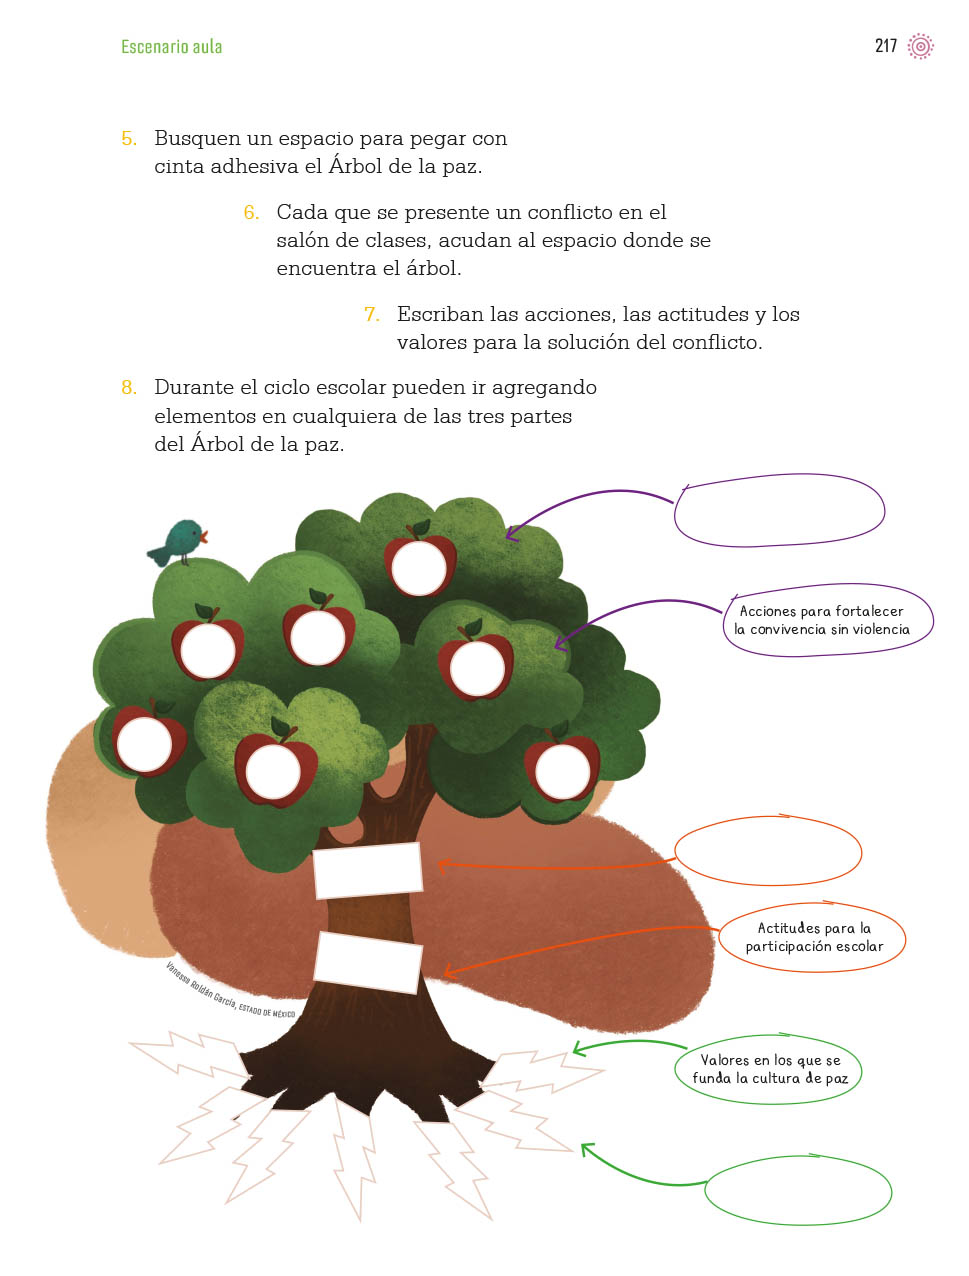 Escenario aula
217
5. Busquen un espacio para pegar con
cinta adhesiva el Árbol de la paz.
6. Cada que se presente un conflicto en el
salón de clases, acudan al espacio donde se
encuentra el árbol.
7. Escriban las acciones, las actitudes y los
valores para la solución del conflicto.
8. Durante el ciclo escolar pueden ir agregando
elementos en cualquiera de las tres partes
del Árbol de la paz.
Acciones para fortalecer
la convivencia sin violencia
Actitudes para la
participación escolar
Vanessa Roldán García, ESTADO DE MÉXICO
Valores en los que se
funda la cultura de paz